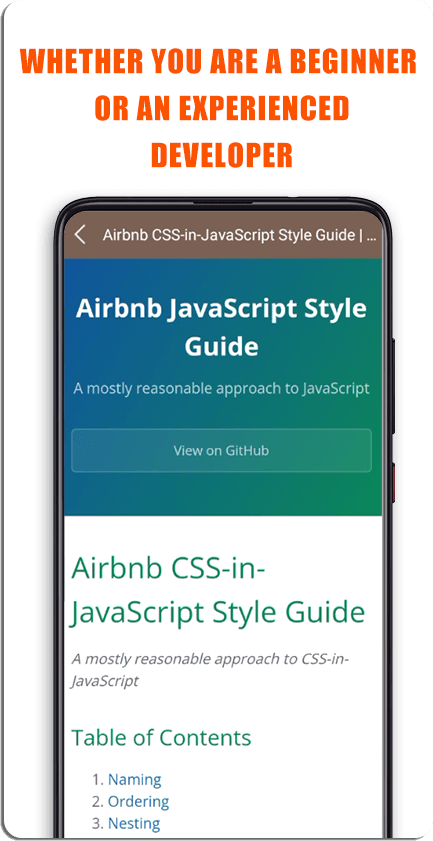 WHETHER YOU ARE A BEGINNER
OR AN EXPERIENCED
DEVELOPER
Airbnb CSS-in-JavaScript Style Guide | ...
Airbnb JavaScript Style
Guide
A mostly reasonable approach to JavaScript
View on GitHub
Airbnb CSS-in-
JavaScript Style Guide
A mostly reasonable approach to CSS-in-
JavaScript
Table of Contents
1. Naming
2. Ordering
3. Nesting